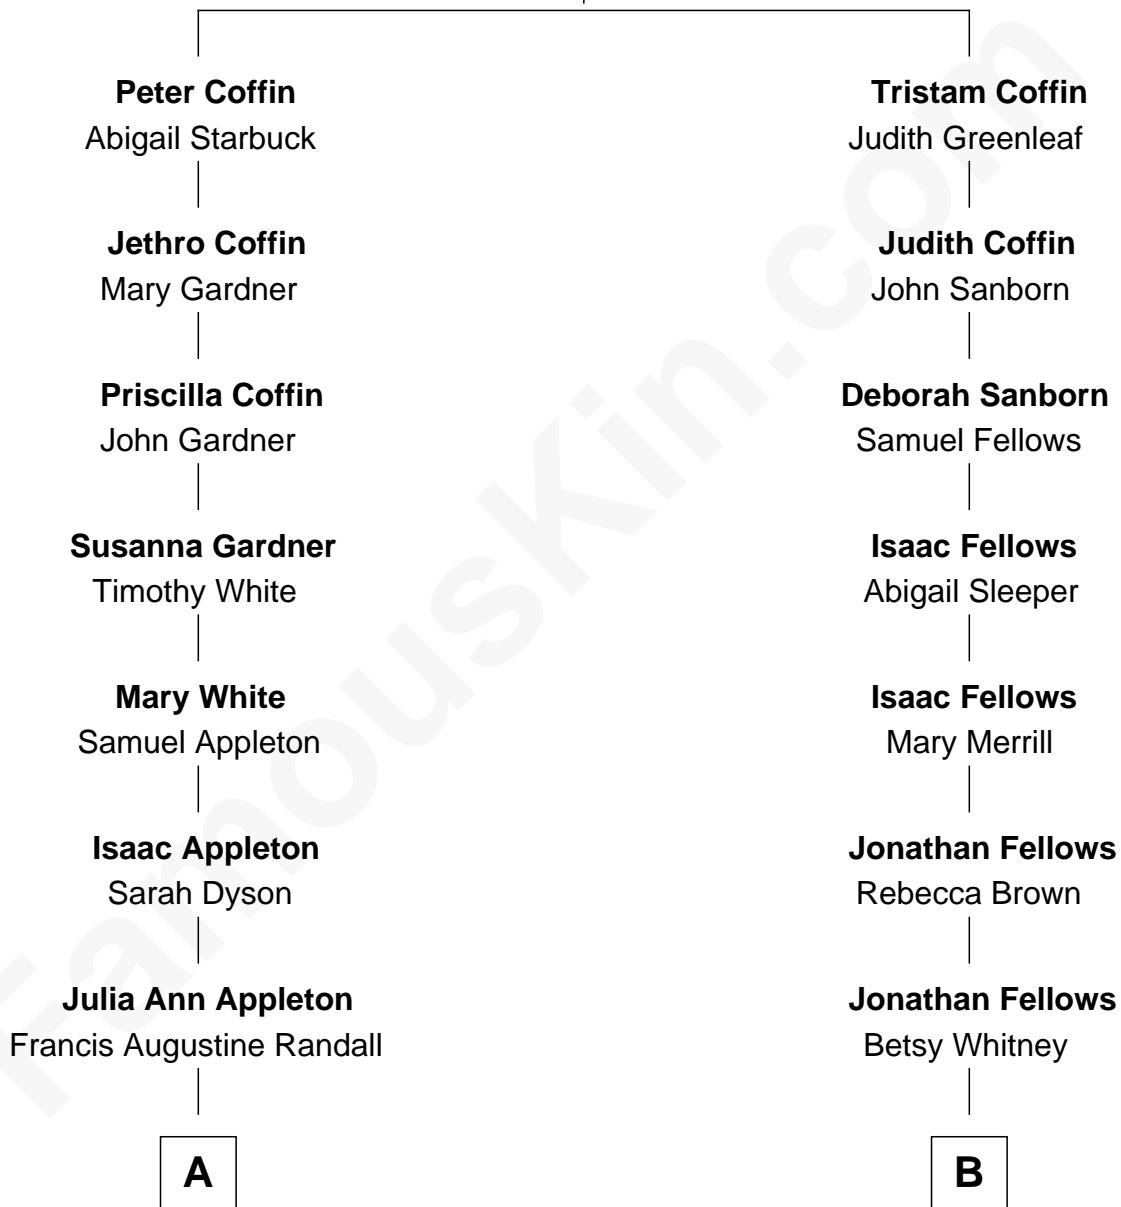 Peter Coffin
Abigail Starbuck
Jethro Coffin
Mary Gardner
Priscilla Coffin
John Gardner
Susanna Gardner
Timothy White
Mary White
Samuel Appleton
Isaac Appleton
Sarah Dyson
Julia Ann Appleton
Francis Augustine Randall
A
Tristam Coffin
Judith Greenleaf
Judith Coffin
John Sanborn
Deborah Sanborn
Samuel Fellows
Isaac Fellows
Abigail Sleeper
Isaac Fellows
Mary Merrill
Jonathan Fellows
Rebecca Brown
Jonathan Fellows
Betsy Whitney
B
FamousKin.com